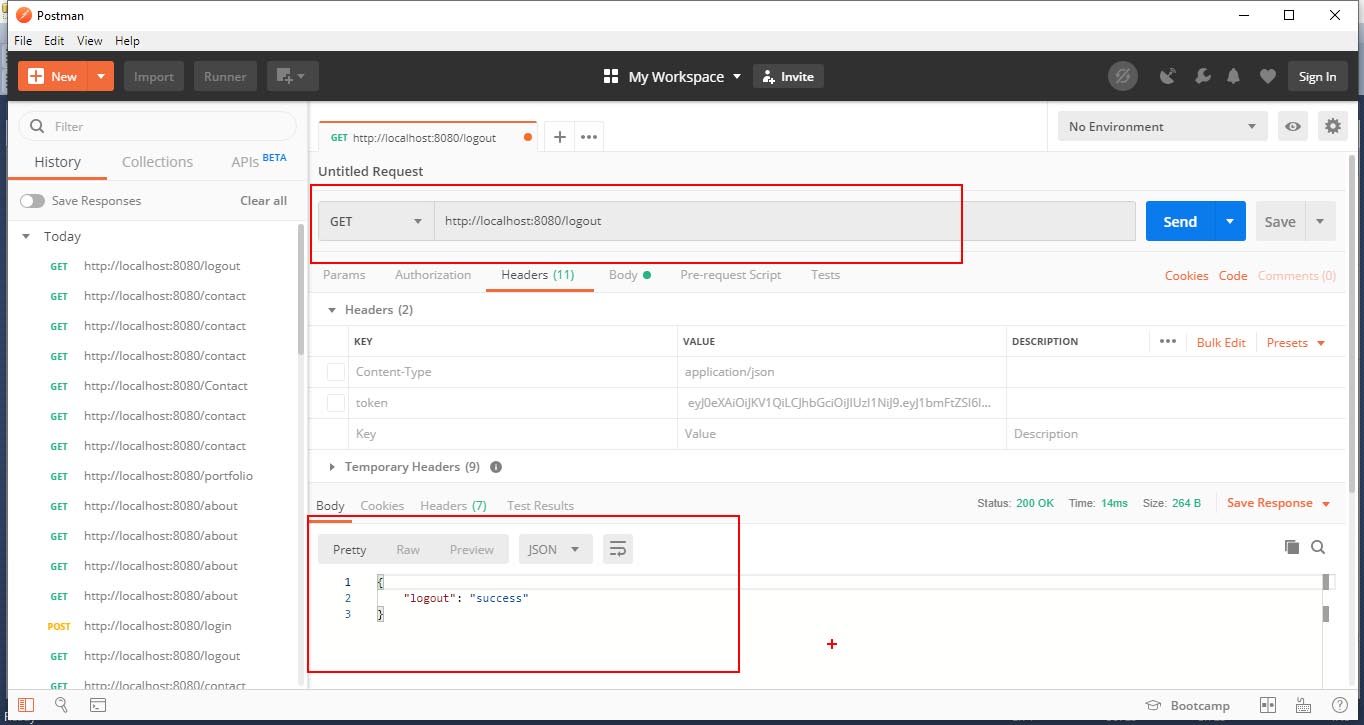 Postman
File Edit View Help
New Import Runner My Workspace Invite Sign In
Filter
History Collections APIs BETA
Save Responses Clear all
Today
GET http://localhost:8080/logout
GET http://localhost:8080/contact
GET http://localhost:8080/contact
GET http://localhost:8080/contact
GET http://localhost:8080/Contact
GET http://localhost:8080/contact
GET http://localhost:8080/contact
GET http://localhost:8080/portfolio
GET http://localhost:8080/about
GET http://localhost:8080/about
GET http://localhost:8080/about
GET http://localhost:8080/about
POST http://localhost:8080/login
GET http://localhost:8080/logout
GET http://localhost:8080/contact
GET http://localhost:8080/logout
No Environment
Untitled Request
GET http://localhost:8080/logout Send Save
Params Authorization Headers (11) Body Pre-request Script Tests Cookies Code Comments (0)
Headers (2)
KEY VALUE DESCRIPTION ••• Bulk Edit Presets
Content-Type application/json
token
Key Value Description
Temporary Headers (9)
Body Cookies Headers (7) Test Results Status: 200 OK Time: 14ms Size: 264 B Save Response
Pretty Raw Preview JSON
1 {
2 "logout": "success"
3 }
Bootcamp